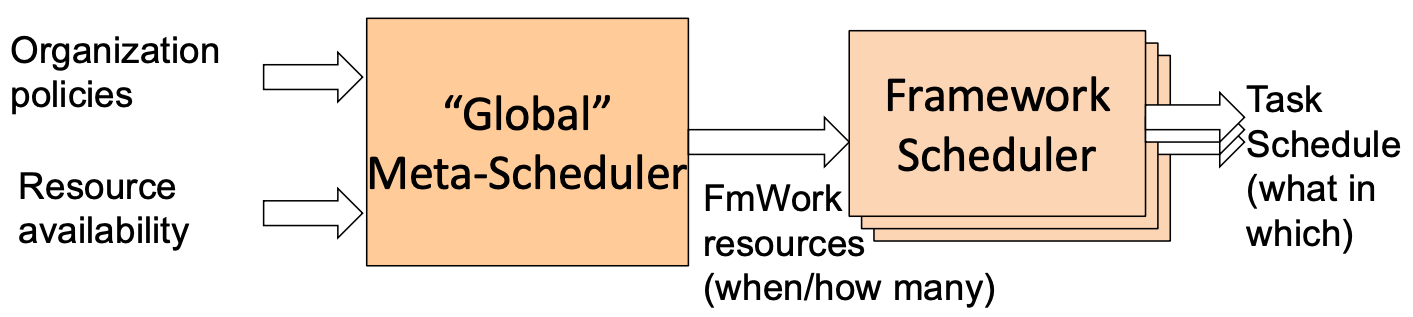 Organization
policies
Resource
availability
“Global”
Meta-Scheduler
FmWork
resources
(when/how many)
Framework
Scheduler
Task
Schedule
(what in
which)